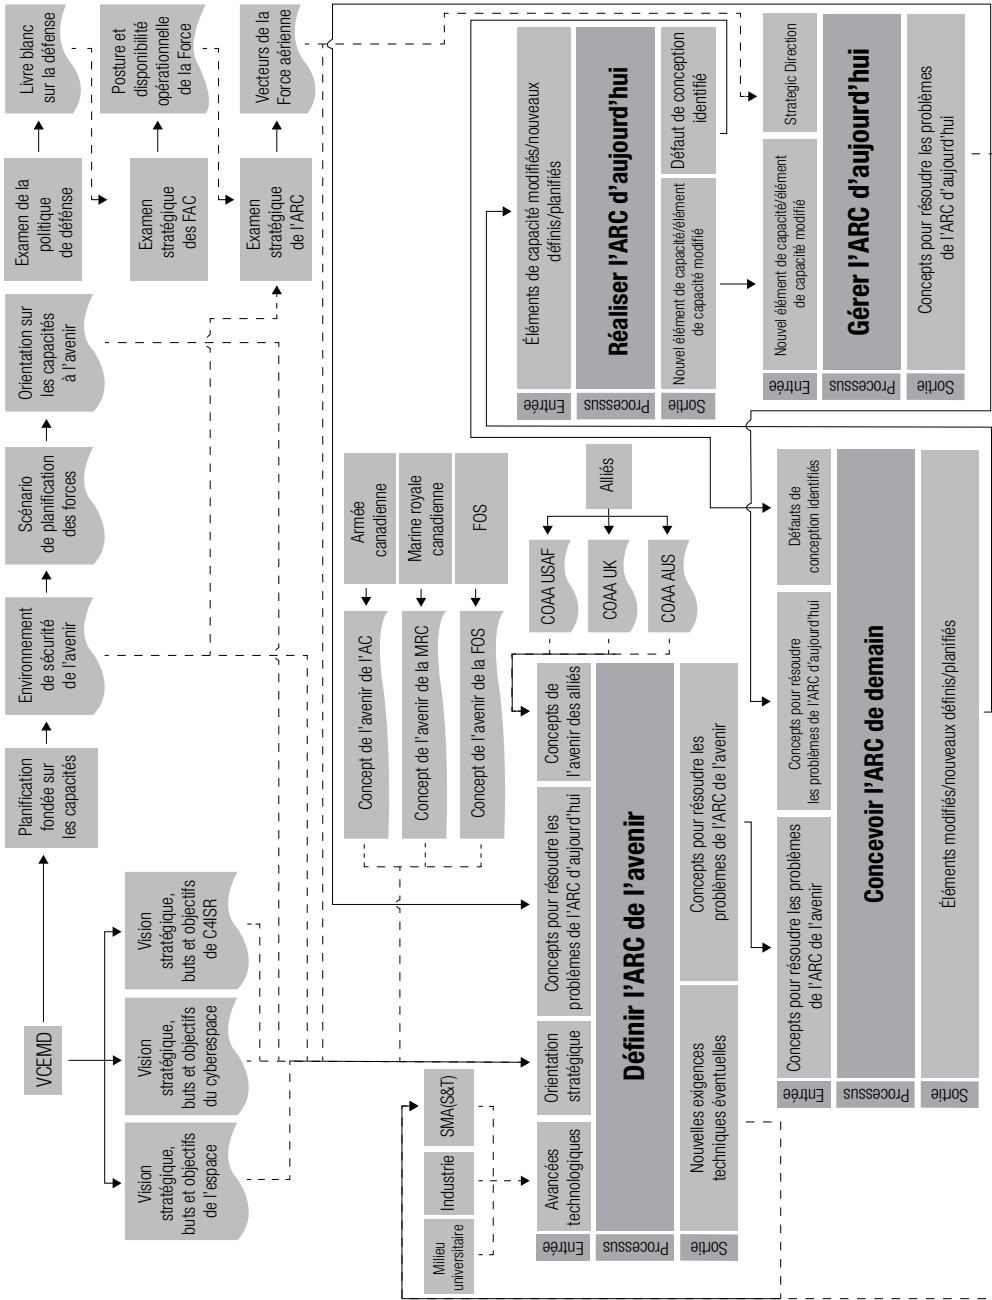 VCEMD
Vision
stratégique,
buts et objectifs
de l'espace
Vision
stratégique,
buts et objectifs
du cyberespace
Vision
stratégique,
buts et objectifs
de C4ISR
Planification
fondée sur
les capacités
Environnement
de sécurité
de l'avenir
Scénario
de planification
des forces
Orientation sur
les capacités
à l'avenir
Examen de la
politique
de défénse
Livre blanc
sur la défense
Examen
stratégique
des FAC
Posture et
disponibilité
opérationnelle
de la Force
Examen
stratégique
de l'ARC
Vecteurs de la
Force aérienne
Armée
canadienne
Marine royale
canadienne
FOS
Concept de l'avenir de l'AC
Concept de l'avenir de la MRC
Concept de l'avenir de la FOS
Alliés
COAA USAF
COAA UK
COAA AUS
Milieu
universitaire
Industrie
SMA(S&T)
Entrée
Avancées
technologiques
Orientation
stratégique
Concepts pour résoudre les
problèmes de l'ARC d'aujourd'hui
Concepts de
l'avenir des alliés
Processus
Définir l'ARC de l'avenir
Sortie
Nouvelles exigences
techniques éventuelles
Concepts pour résoudre les
problèmes de l'ARC de l'avenir
Entrée
Concepts pour résoudre les problèmes
de l'ARC de l'avenir
Concepts pour résoudre
les problèmes de l'ARC d'aujourd'hui
Défauts de
conception identifiés
Processus
Concevoir l'ARC de demain
Sortie
Éléments modifiés/nouveaux définis/planifiés
Entrée
Éléments de capacité modifiés/nouveaux
définis/planifiés
Processus
Réaliser l'ARC d'aujourd'hui
Sortie
Nouvel élément de capacité/elément
de capacité modifié
Défaut de conception
identifié
Entrée
Nouvel élément de capacité/elément
de capacité modifié
Strategic Direction
Processus
Gérer l'ARC d'aujourd'hui
Sortie
Concepts pour résoudre les problèmes
de l'ARC d'aujourd'hui